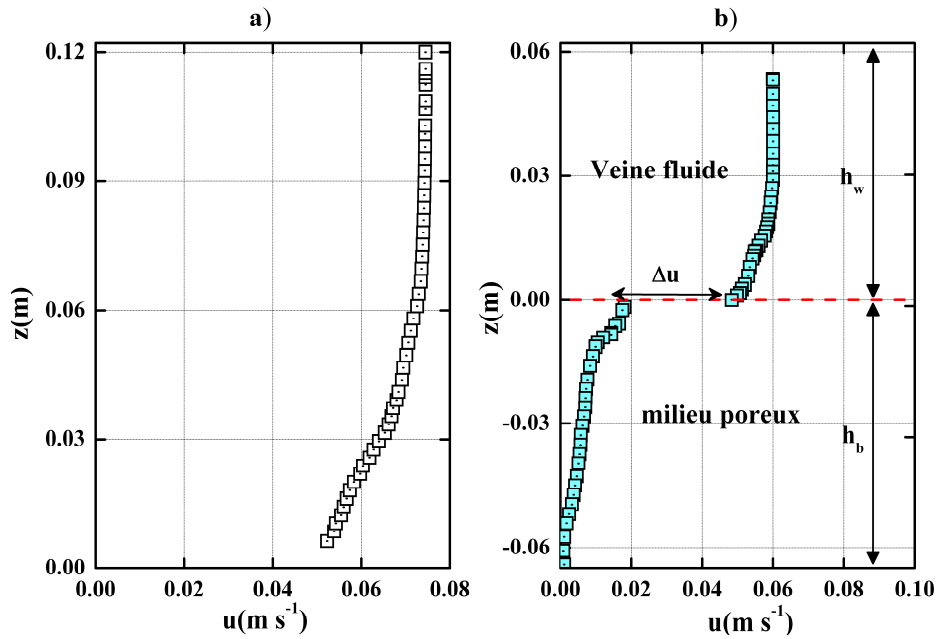 a)
0.12
0.09
0.06
0.03
0.00
z(m)
0.00 0.02 0.04 0.06 0.08
u(m s⁻¹)
b)
0.06
0.03
0.00
-0.03
-0.06
z(m)
Veine fluide
h_w
Δu
milieu poreux
h_b
0.00 0.02 0.04 0.06 0.08 0.10
u(m s⁻¹)